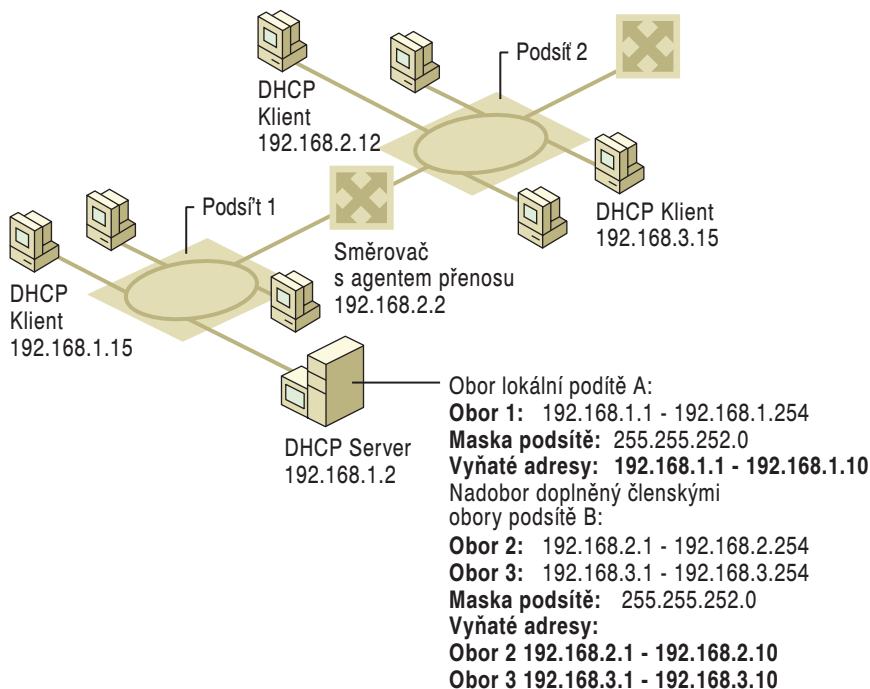 Podsíť 2
DHCP
Klient
192.168.2.12
DHCP Klient
192.168.3.15
Podsí't 1
Směrovač
s agentem přenosu
192.168.2.2
DHCP
Klient
192.168.1.15
DHCP Server
192.168.1.2
Obor lokální podítě A:
Obor 1: 192.168.1.1 - 192.168.1.254
Maska podsítě: 255.255.252.0
Vyňaté adresy: 192.168.1.1 - 192.168.1.10
Nadobor doplněný členskými
obory podsítě B:
Obor 2: 192.168.2.1 - 192.168.2.254
Obor 3: 192.168.3.1 - 192.168.3.254
Maska podsítě: 255.255.252.0
Vyňaté adresy:
Obor 2 192.168.2.1 - 192.168.2.10
Obor 3 192.168.3.1 - 192.168.3.10